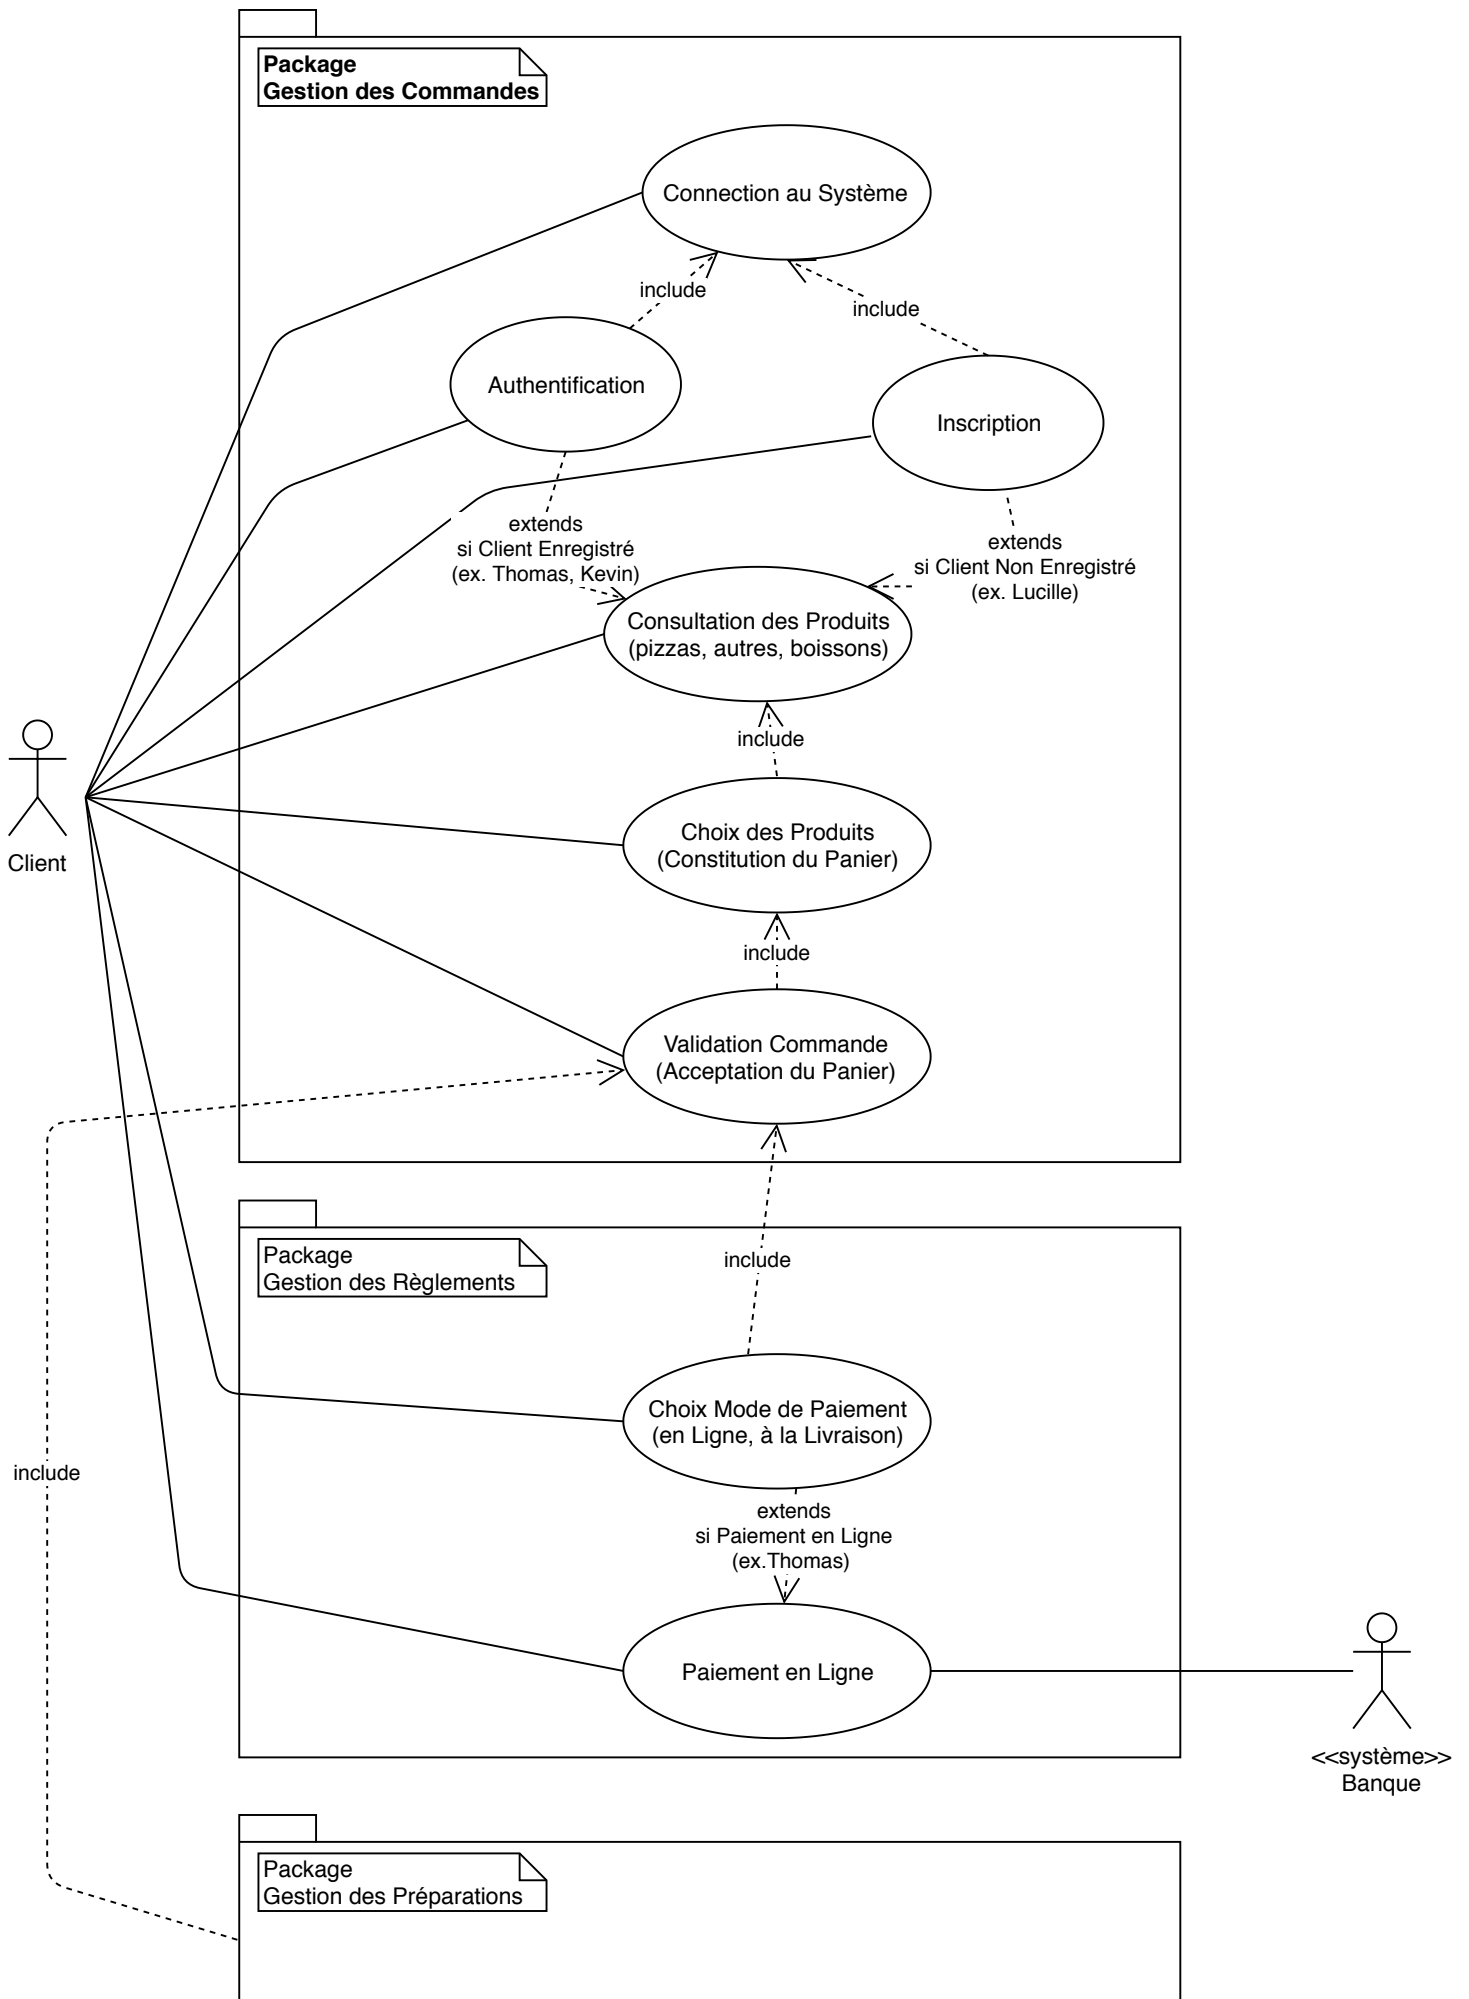 Package
Gestion des Commandes
Connection au Système
include
include
Authentification
Inscription
extends
si Client Enregistré
(ex. Thomas, Kevin)
extends
si Client Non Enregistré
(ex. Lucille)
Consultation des Produits
(pizzas, autres, boissons)
include
Choix des Produits
(Constitution du Panier)
Client
include
Validation Commande
(Acceptation du Panier)
Package
Gestion des Règlements
include
Choix Mode de Paiement
(en Ligne, à la Livraison)
include
extends
si Paiement en Ligne
(ex.Thomas)
Paiement en Ligne
<<système>>
Banque
Package
Gestion des Préparations